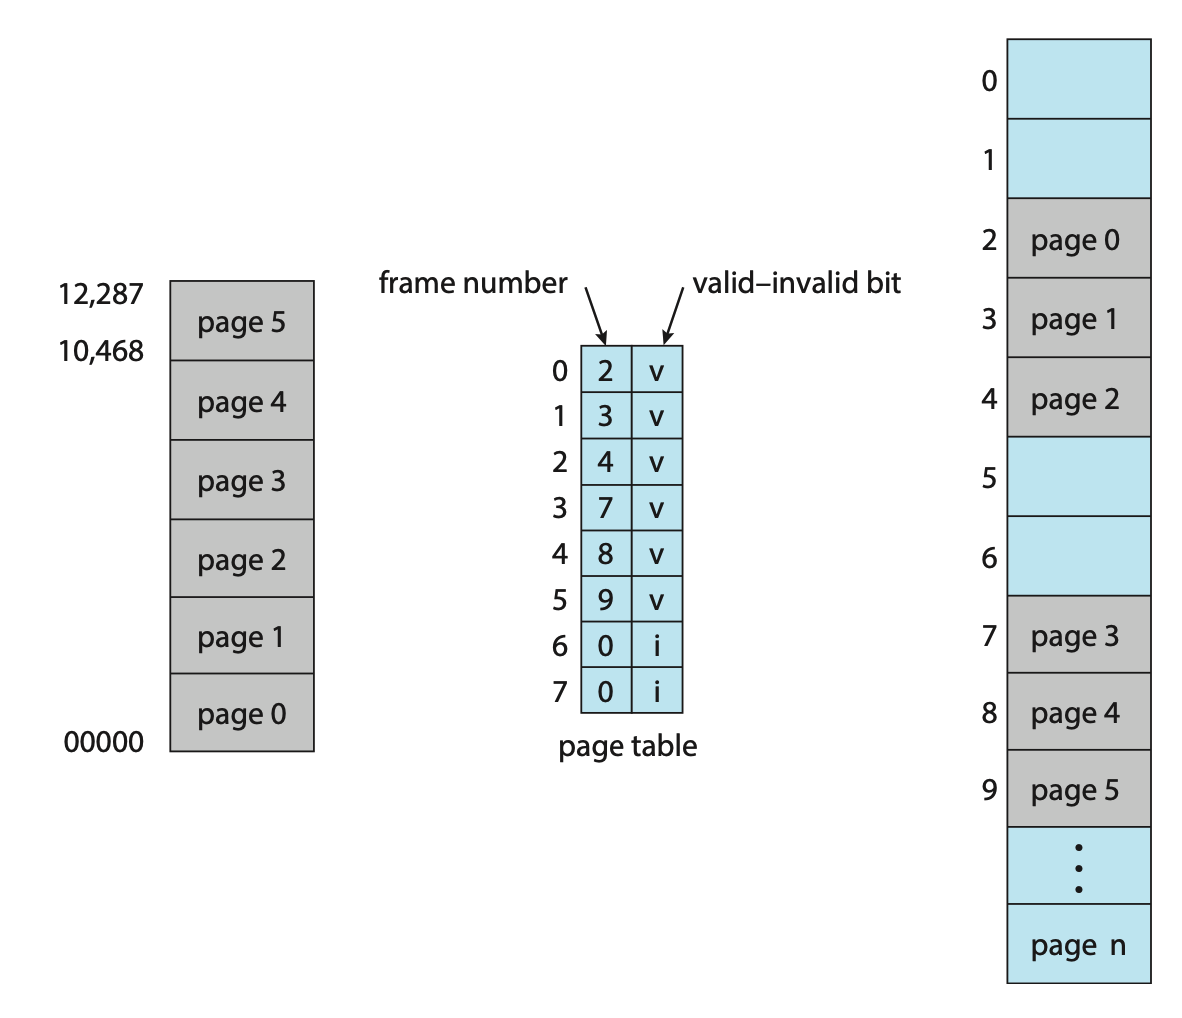 12,287
10,468
00000
page 5
page 4
page 3
page 2
page 1
page 0
frame number
valid–invalid bit
0 2 v
1 3 v
2 4 v
3 7 v
4 8 v
5 9 v
6 0 i
7 0 i
page table
0
1
2 page 0
3 page 1
4 page 2
5
6
7 page 3
8 page 4
9 page 5
page n